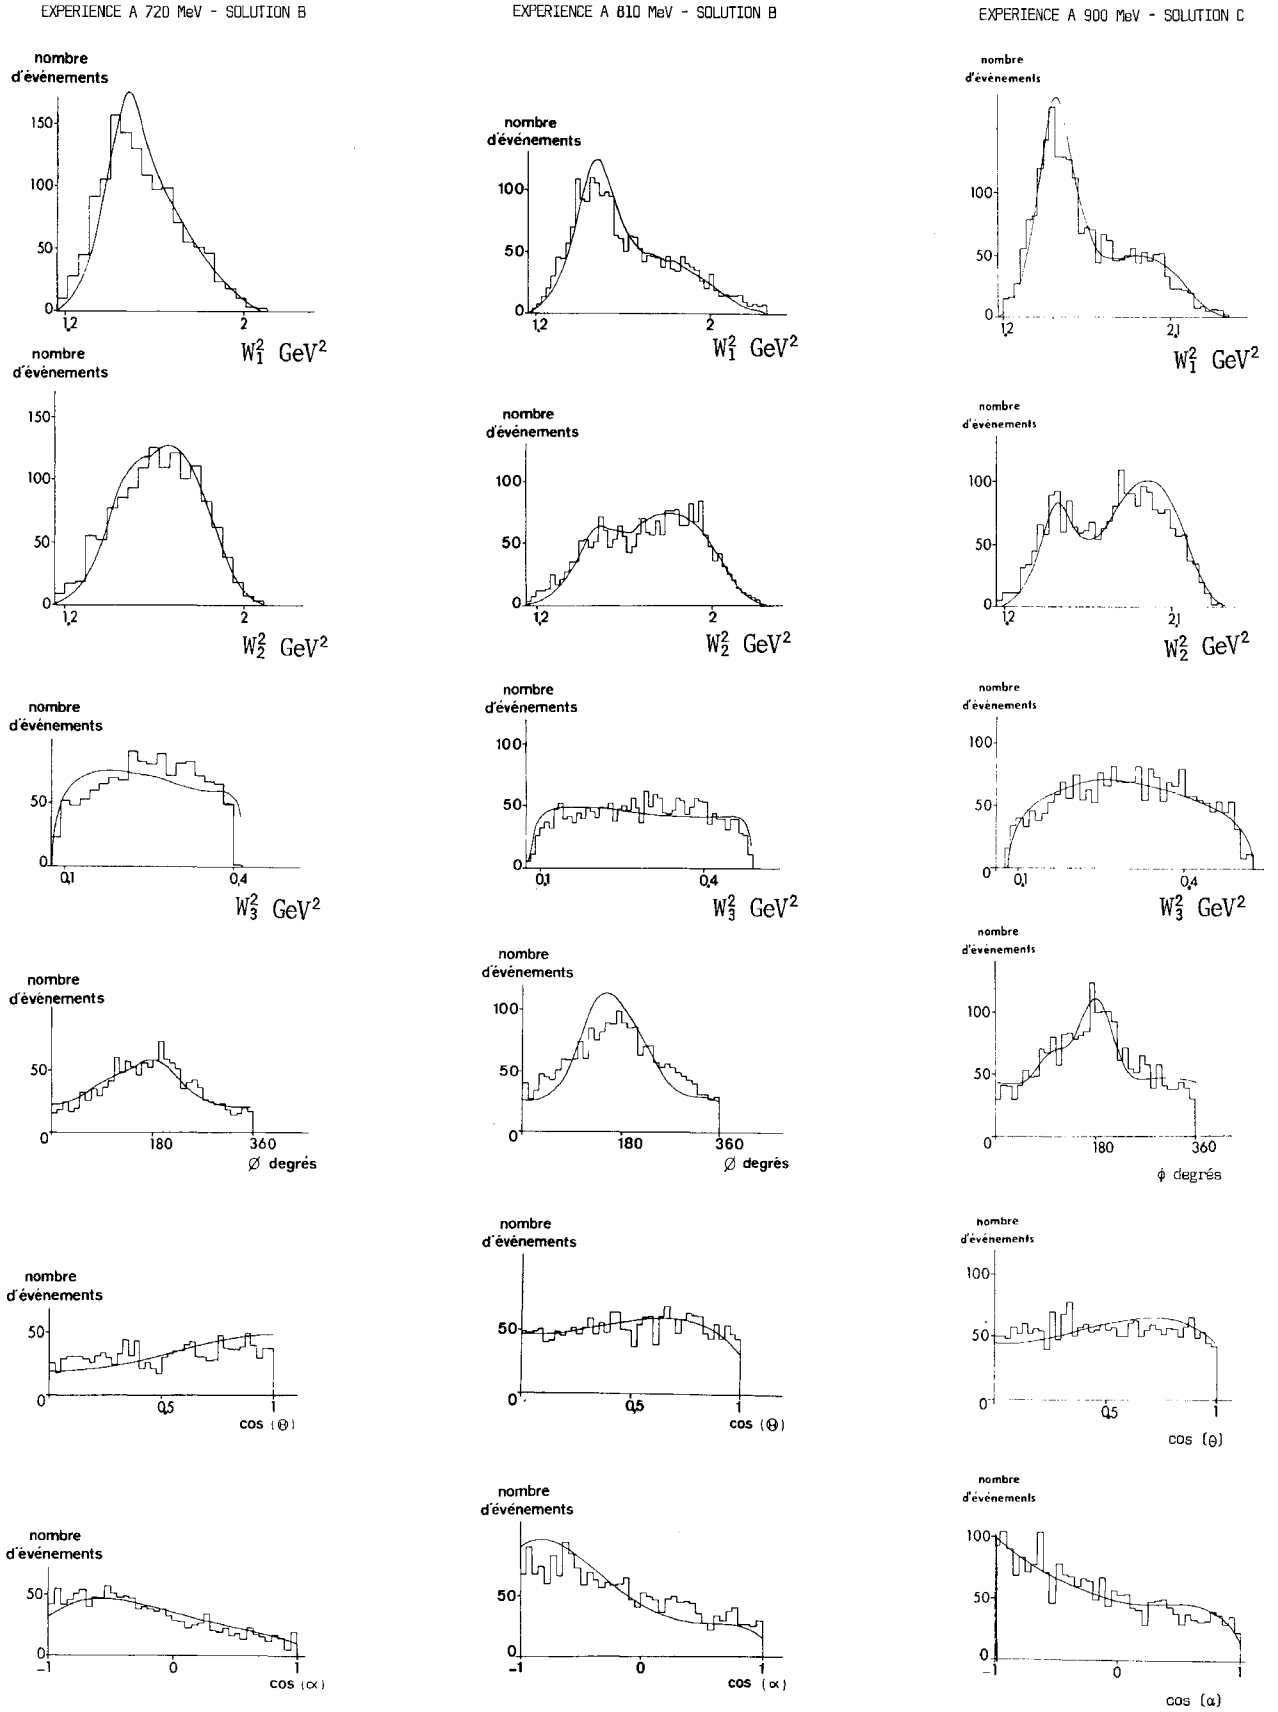 EXPERIENCE A 720 MeV - SOLUTION B
nombre
d'événements
150
100
50
0
1,2
2
W₁² GeV²
nombre
d'événements
150
100
50
0
1,2
2
W₂² GeV²
nombre
d'événements
50
0
0,1
0,4
W₃² GeV²
nombre
d'événements
50
0
180
360
Ø degrés
nombre
d'événements
50
0
0,5
1
cos (Θ)
nombre
d'événements
50
0
-1
0
1
cos (α)
EXPERIENCE A 810 MeV - SOLUTION B
nombre
d'événements
100
50
0
1,2
2
W₁² GeV²
nombre
d'événements
100
50
0
1,2
2
W₂² GeV²
nombre
d'événements
100
50
0
0,1
0,4
W₃² GeV²
nombre
d'événements
100
50
0
180
360
Ø degrés
nombre
d'événements
50
0
0,5
1
cos (Θ)
nombre
d'événements
50
0
-1
0
1
cos (α)
EXPERIENCE A 900 MeV - SOLUTION C
nombre
d'événements
100
50
0
1,2
2,1
W₁² GeV²
nombre
d'événements
100
50
0
1,2
2,1
W₂² GeV²
nombre
d'événements
100
50
0
0,1
0,4
W₃² GeV²
nombre
d'événements
100
50
0
180
360
ϕ degrés
nombre
d'événements
100
50
0
0,5
1
cos (θ)
nombre
d'événements
100
50
0
-1
0
1
cos (α)